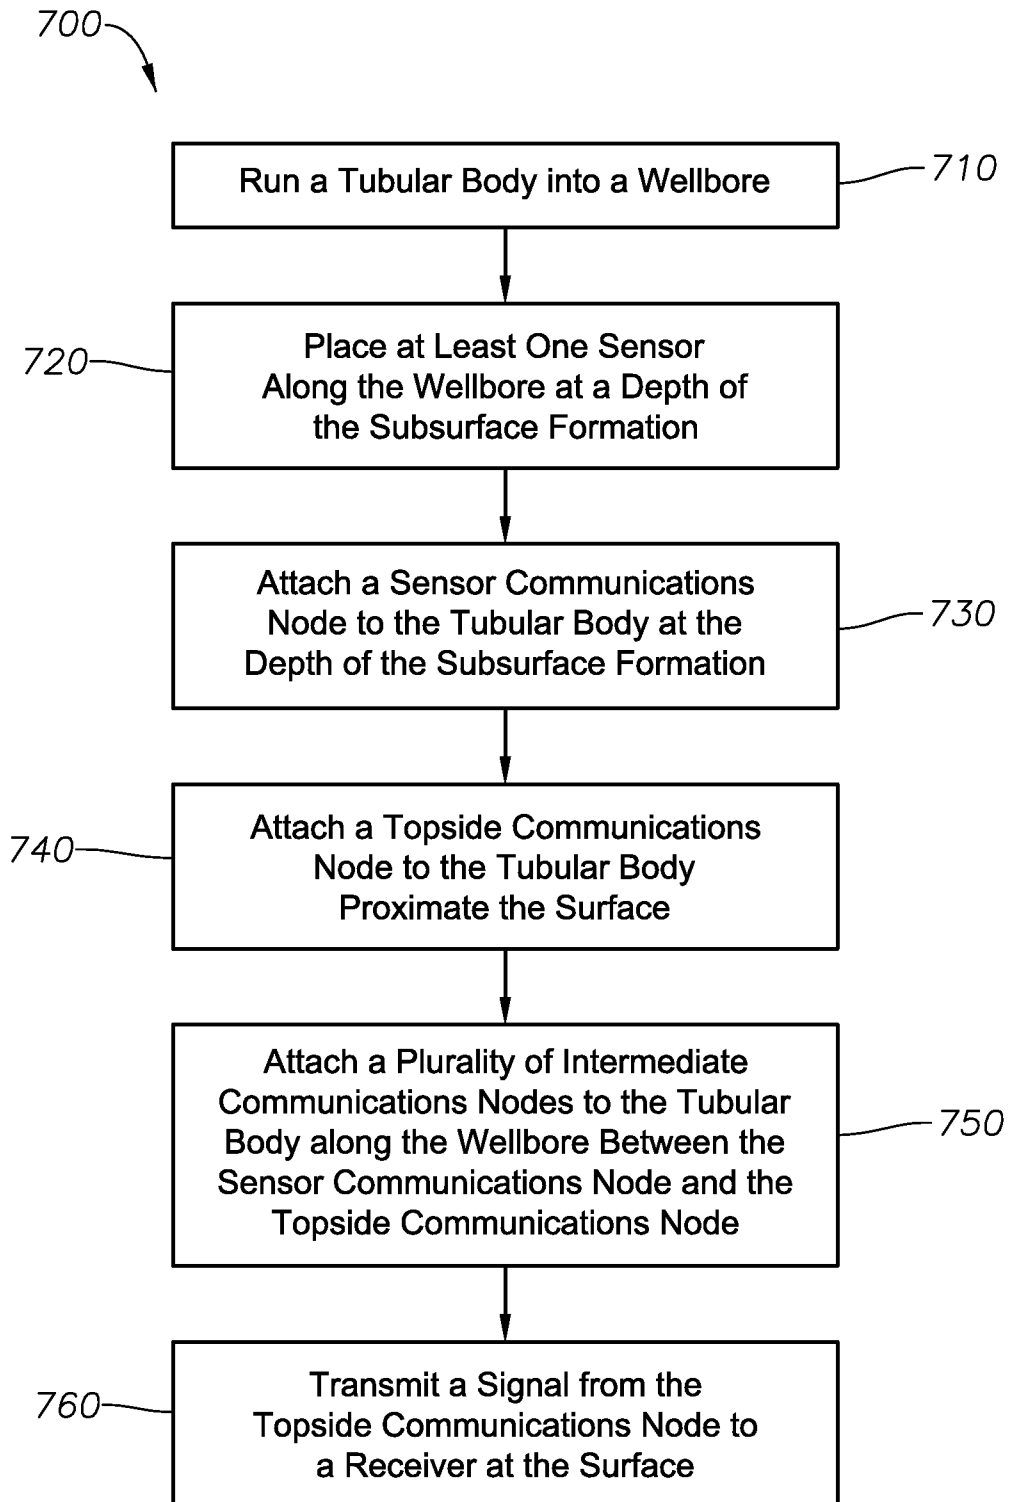 700
Run a Tubular Body into a Wellbore
710
720
Place at Least One Sensor
Along the Wellbore at a Depth of
the Subsurface Formation
Attach a Sensor Communications
Node to the Tubular Body at the
Depth of the Subsurface Formation
730
740
Attach a Topside Communications
Node to the Tubular Body
Proximate the Surface
Attach a Plurality of Intermediate
Communications Nodes to the Tubular
Body along the Wellbore Between the
Sensor Communications Node and the
Topside Communications Node
750
760
Transmit a Signal from the
Topside Communications Node to
a Receiver at the Surface